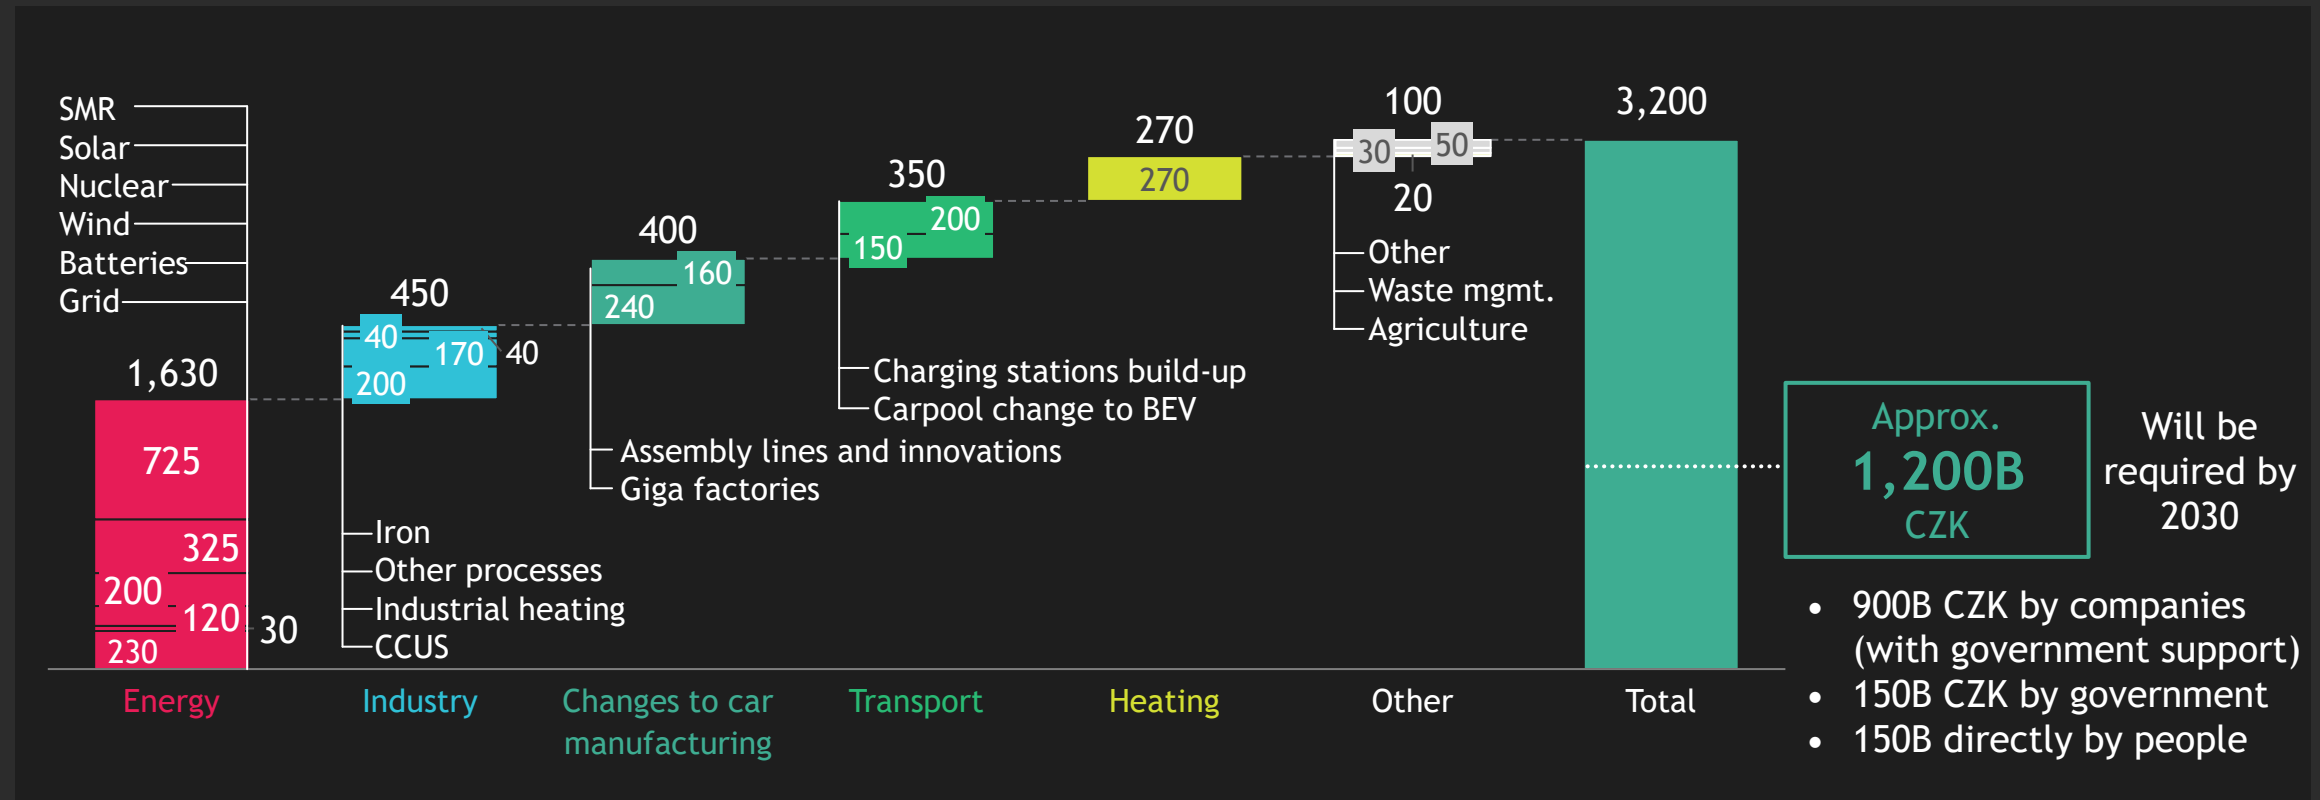 SMR
Solar
Nuclear
Wind
Batteries
Grid
1,630
725
325
200
120
30
230
Energy
450
40
170
40
200
Iron
Other processes
Industrial heating
CCUS
Industry
400
160
240
Assembly lines and innovations
Giga factories
Changes to car
manufacturing
350
200
150
Charging stations build-up
Carpool change to BEV
Transport
270
270
Heating
100
30
50
20
Other
Waste mgmt.
Agriculture
Other
3,200
Total
Approx.
1,200B
CZK
Will be
required by
2030
• 900B CZK by companies
(with government support)
• 150B CZK by government
• 150B directly by people